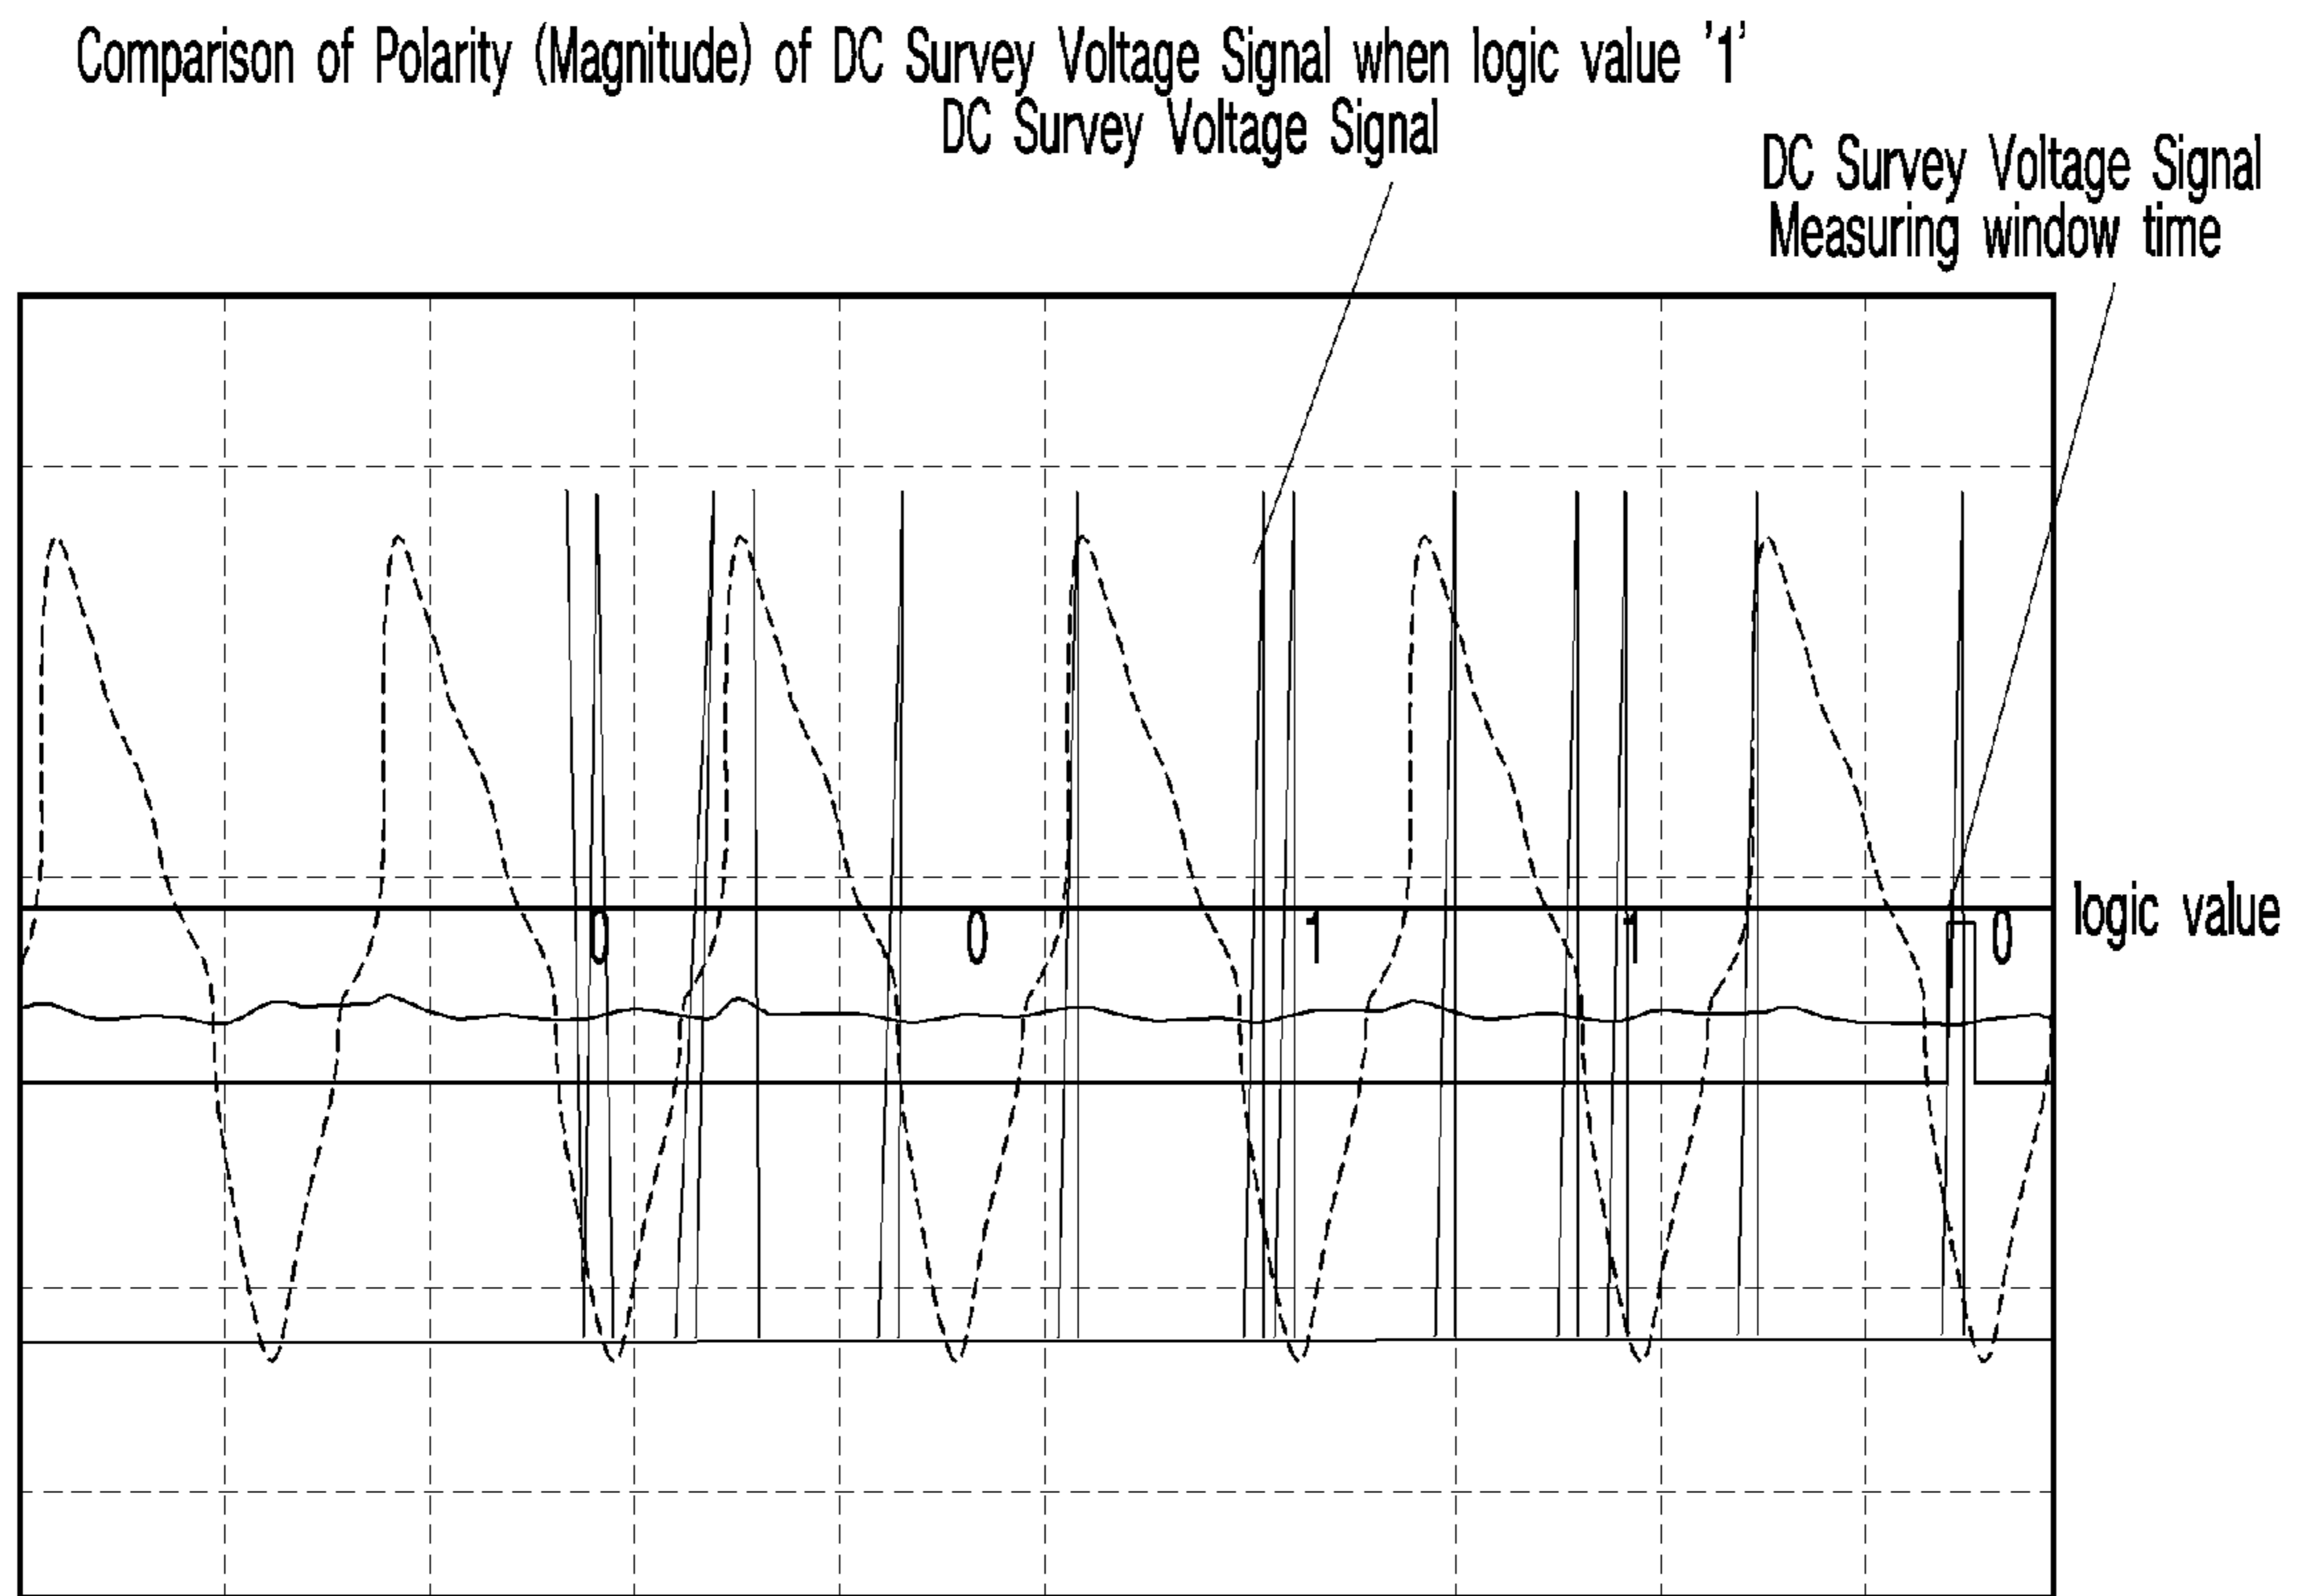 Comparison of Polarity (Magnitude) of DC Survey Voltage Signal when logic value '1'
DC Survey Voltage Signal
DC Survey Voltage Signal
Measuring window time
0 0 1 1 0 logic value